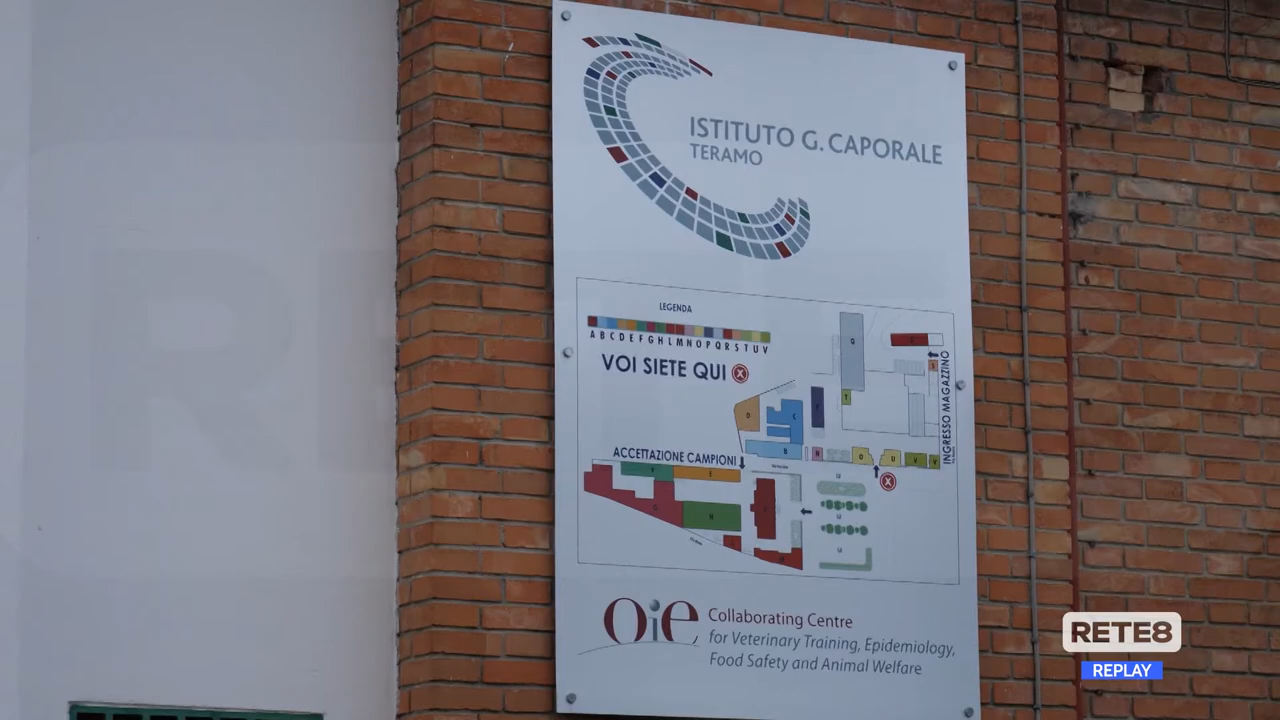 ISTITUTO G. CAPORALE
TERAMO
LEGENDA
A B C D E F G H L M N O P Q R S T U V
VOI SIETE QUI X
INGRESSO MAGAZZINO
ACCETTAZIONE CAMPIONI
X
OiE
Collaborating Centre
for Veterinary Training, Epidemiology,
Food Safety and Animal Welfare
RETE8
REPLAY